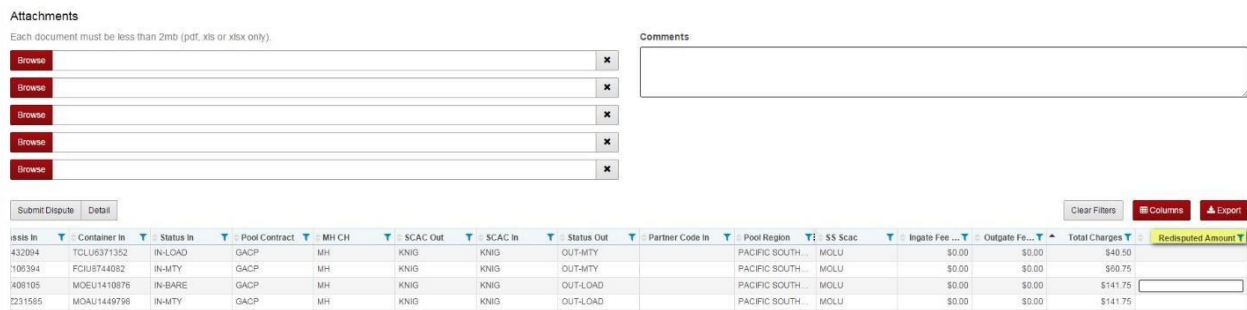 Attachments
Each document must be less than 2mb (pdf, xls or xlsx only).
Comments
Browse
Browse
Browse
Browse
Browse
Submit Dispute Detail
Clear Filters Columns Export
ssis In Container In Status In Pool Contract MH CH SCAC Out SCAC In Status Out Partner Code In Pool Region SS Scac Ingate Fee ... Outgate Fe... Total Charges Redisputed Amount
432094 TCLU6371352 IN-LOAD GACP MH KNIG KNIG OUT-MTY PACIFIC SOUTH... MOLU $0.00 $0.00 $40.50
106394 FCIU8744082 IN-MTY GACP MH KNIG KNIG OUT-MTY PACIFIC SOUTH... MOLU $0.00 $0.00 $60.75
408105 MOEU1410876 IN-BARE GACP MH KNIG KNIG OUT-LOAD PACIFIC SOUTH... MOLU $0.00 $0.00 $141.75
231585 MOAU1449798 IN-MTY GACP MH KNIG KNIG OUT-LOAD PACIFIC SOUTH... MOLU $0.00 $0.00 $141.75